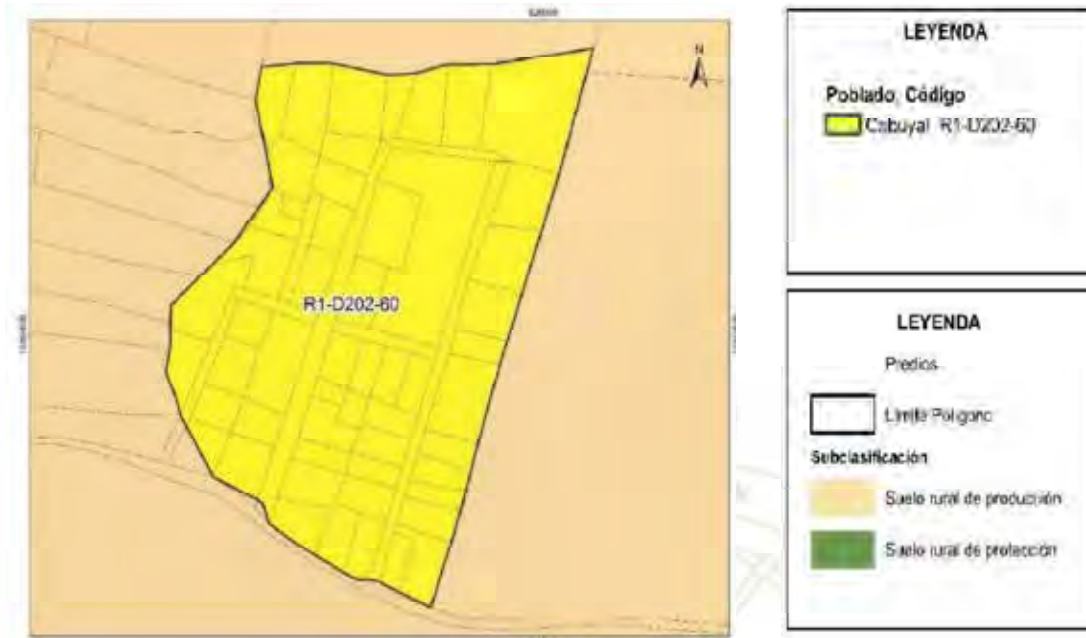 N
R1-D202-60
LEYENDA
Poblado, Código
Cabuyal R1-D202-60
LEYENDA
Predios
Límite Polígono
Subclasificación
Suelo rural de producción
Suelo rural de protección